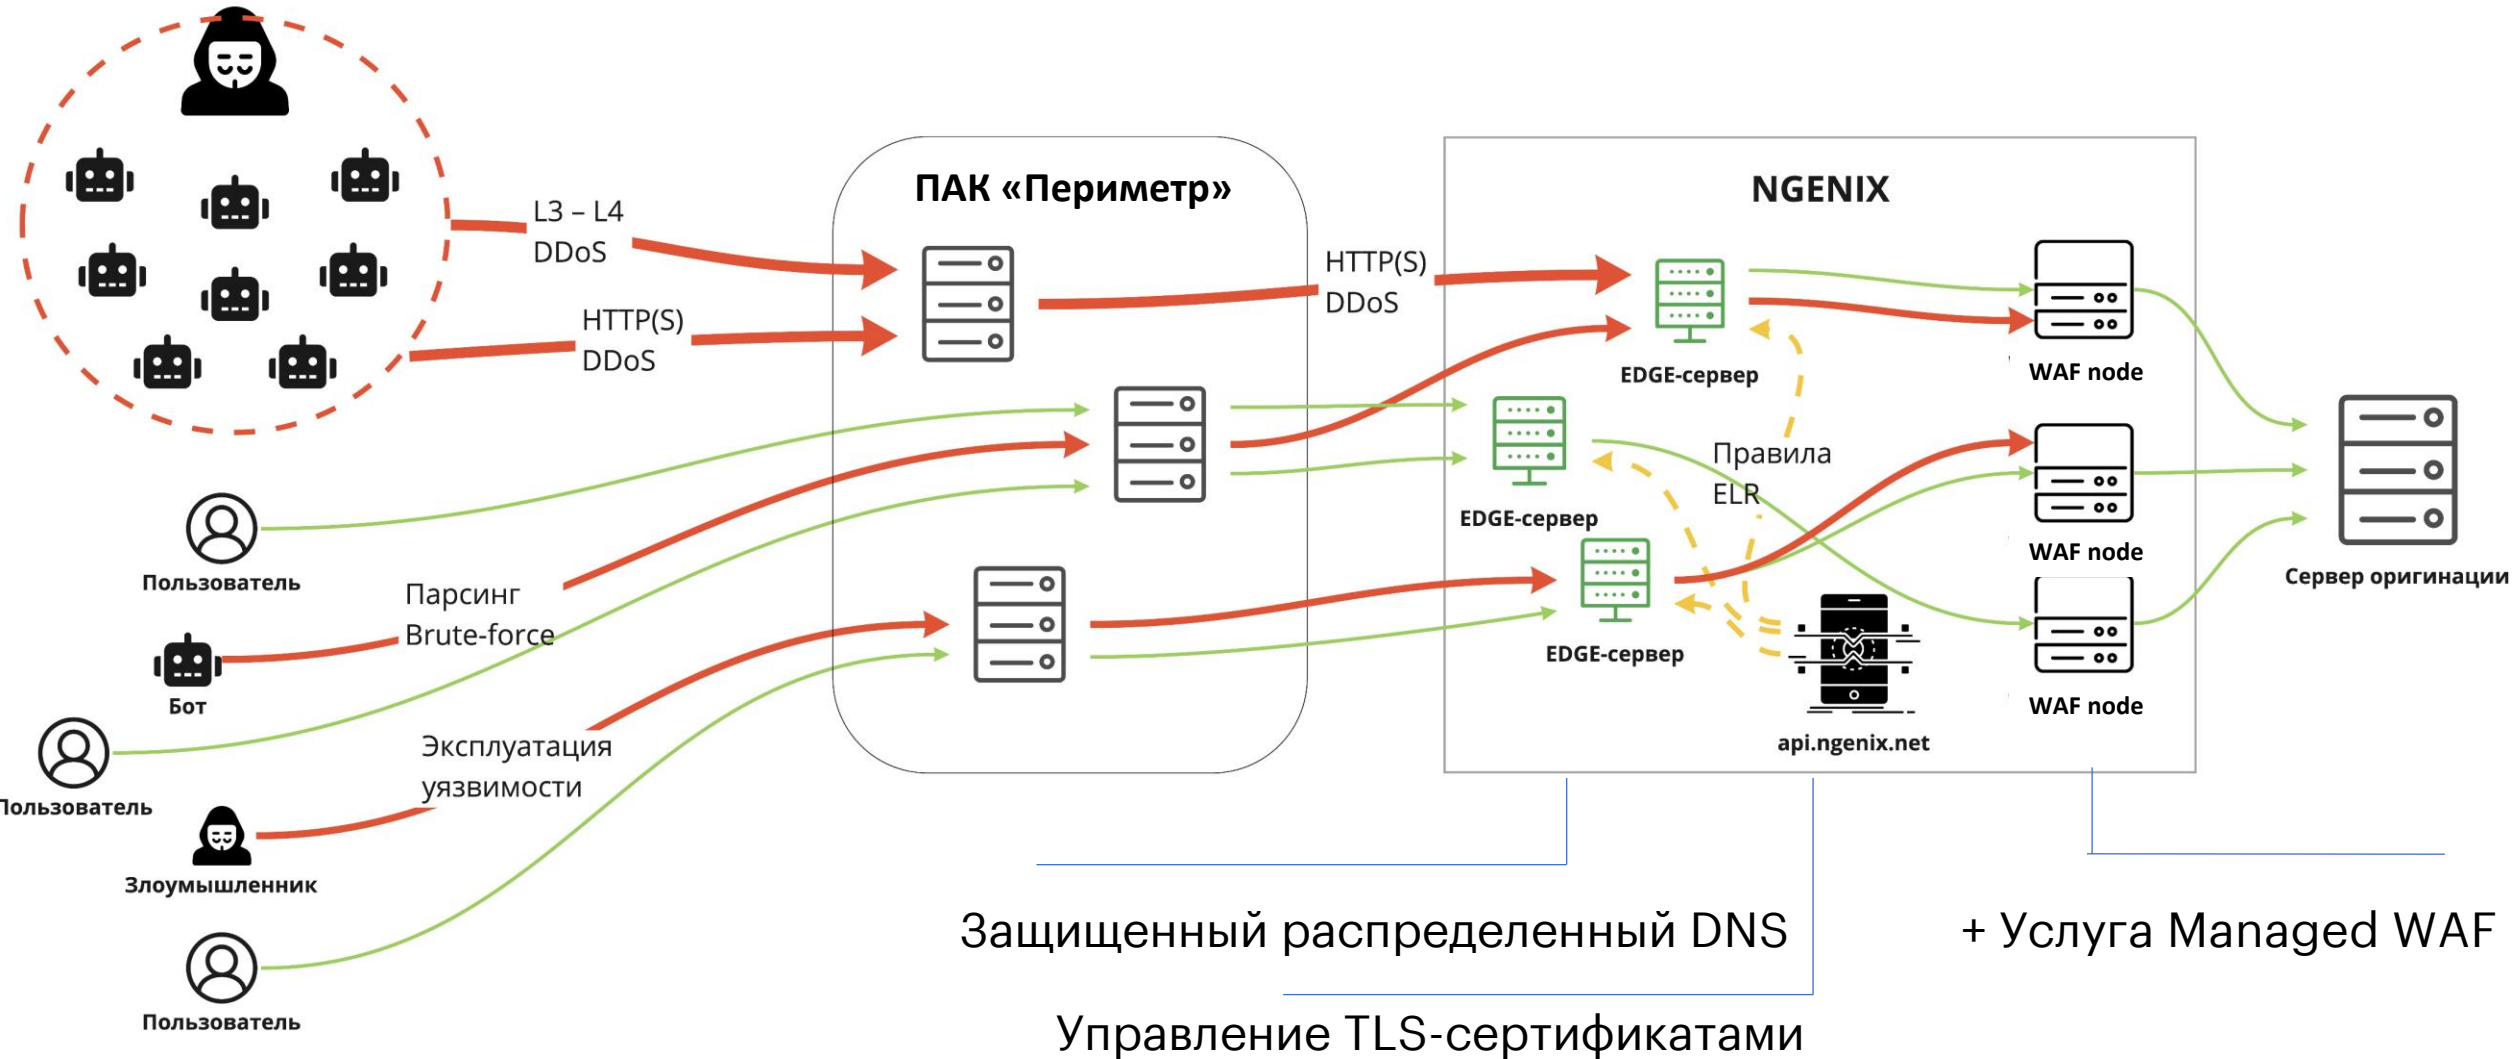 ПАК «Периметр»
NGENIX
L3 – L4
DDoS
HTTP(S)
DDoS
HTTP(S)
DDoS
EDGE-сервер
WAF node
Правила
ELR
EDGE-сервер
WAF node
Сервер оригинации
Пользователь
Парсинг
Brute-force
EDGE-сервер
Бот
WAF node
api.ngenix.net
Эксплуатация
уязвимости
Пользователь
Злоумышленник
Защищенный распределенный DNS
+ Услуга Managed WAF
Пользователь
Управление TLS-сертификатами